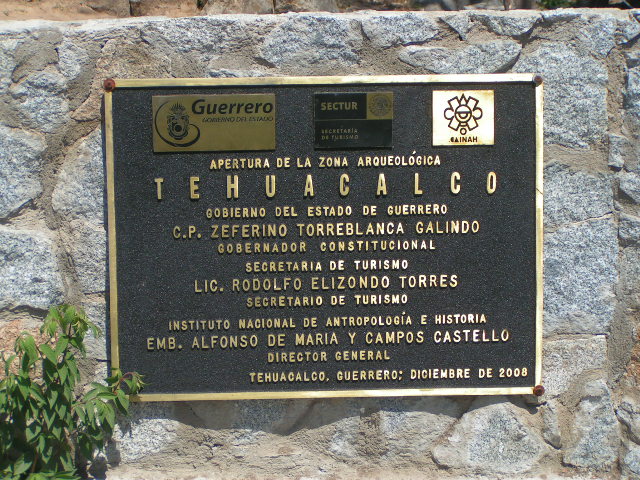 Guerrero
GOBIERNO DEL ESTADO
SECTUR
SECRETARÍA
DE TURISMO
CAINAH
APERTURA DE LA ZONA ARQUEOLÓGICA
TEHUACALCO
GOBIERNO DEL ESTADO DE GUERRERO
C.P. ZEFERINO TORREBLANCA GALINDO
GOBERNADOR CONSTITUCIONAL
SECRETARIA DE TURISMO
LIC. RODOLFO ELIZONDO TORRES
SECRETARIO DE TURISMO
INSTITUTO NACIONAL DE ANTROPOLOGÍA E HISTORIA
EMB. ALFONSO DE MARIA Y CAMPOS CASTELLO
DIRECTOR GENERAL
TEHUACALCO, GUERRERO; DICIEMBRE DE 2008